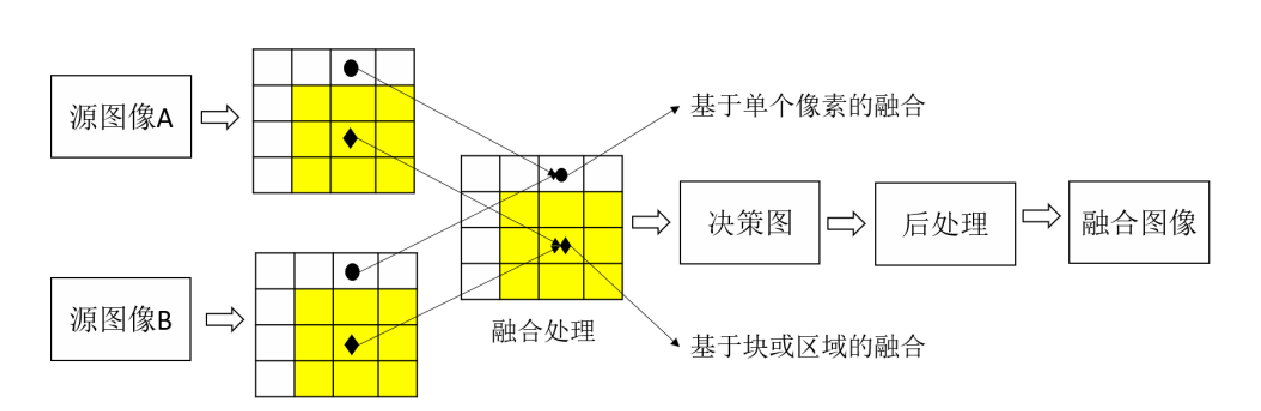 源图像A
基于单个像素的融合
决策图
后处理
融合图像
源图像B
融合处理
基于块或区域的融合